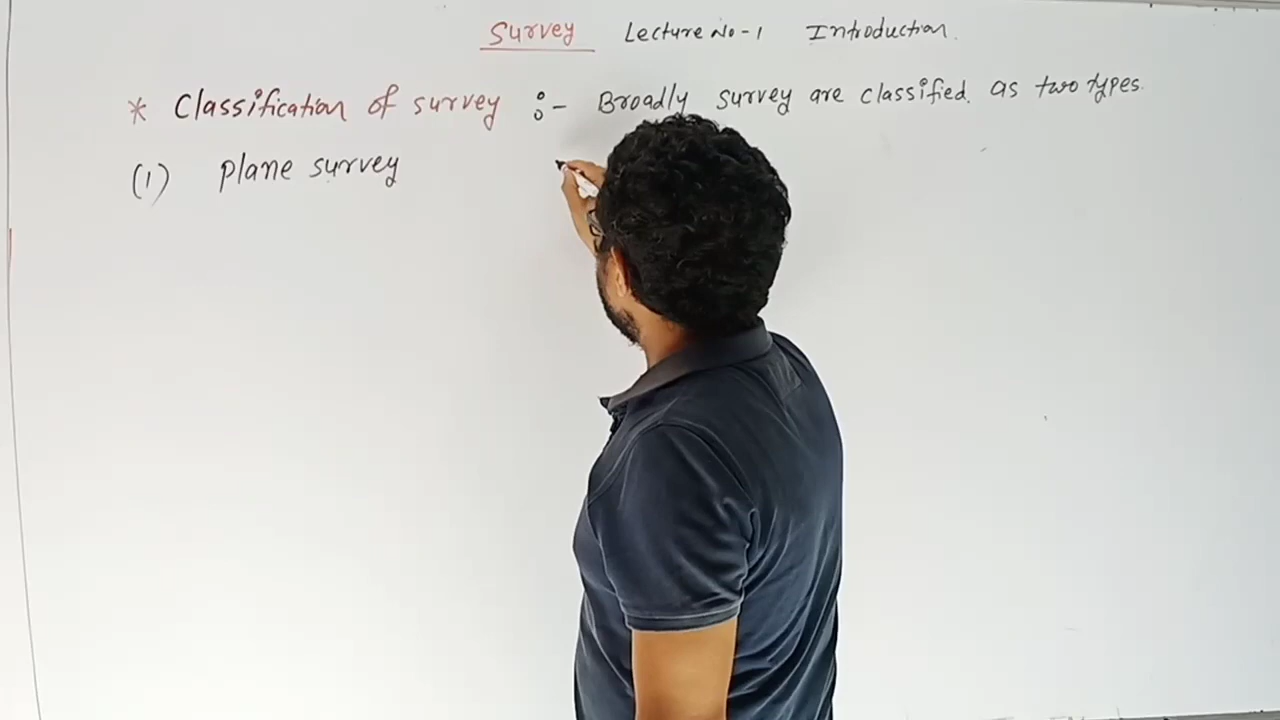 Survey Lecture No-1 Introduction.
* Classification of survey :- Broadly survey are classified. as two types.
(1) plane survey